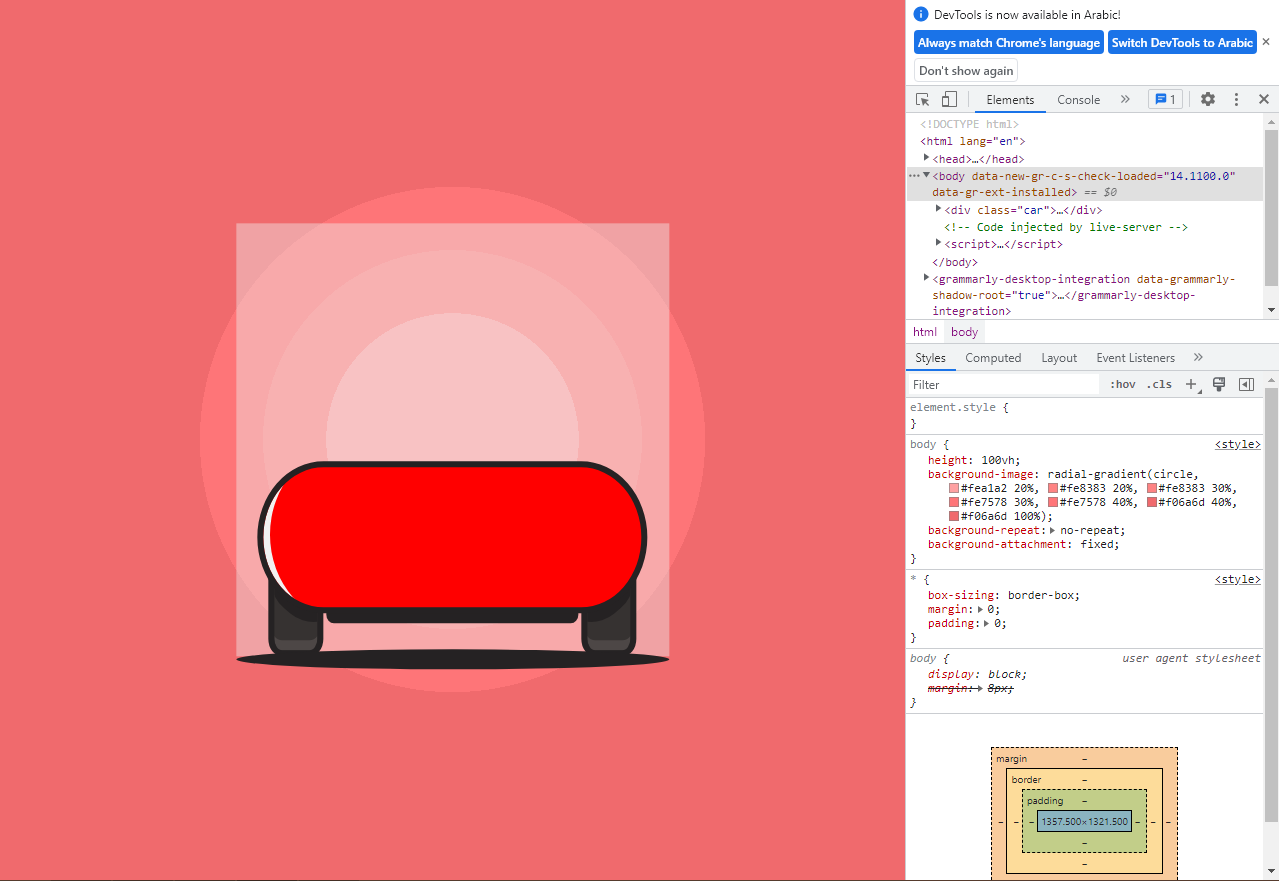 DevTools is now available in Arabic!
Always match Chrome's language Switch DevTools to Arabic
Don't show again
Elements Console 1
<!DOCTYPE html>
<html lang="en">
<head>…</head>
<body data-new-gr-c-s-check-loaded="14.1100.0"
data-gr-ext-installed> == $0
<div class="car">…</div>
<!-- Code injected by live-server -->
<script>…</script>
</body>
<grammarly-desktop-integration data-grammarly-
shadow-root="true">…</grammarly-desktop-
integration>
html body
Styles Computed Layout Event Listeners
Filter :hov .cls
element.style {
}
body { <style>
height: 100vh;
background-image: radial-gradient(circle,
#fea1a2 20%, #fe8383 20%, #fe8383 30%,
#fe7578 30%, #fe7578 40%, #f06a6d 40%,
#f06a6d 100%);
background-repeat: no-repeat;
background-attachment: fixed;
}
* { <style>
box-sizing: border-box;
margin: 0;
padding: 0;
}
body { user agent stylesheet
display: block;
margin: 8px;
}
margin –
border –
padding –
– – – 1357.500×1321.500 – – –
–
–